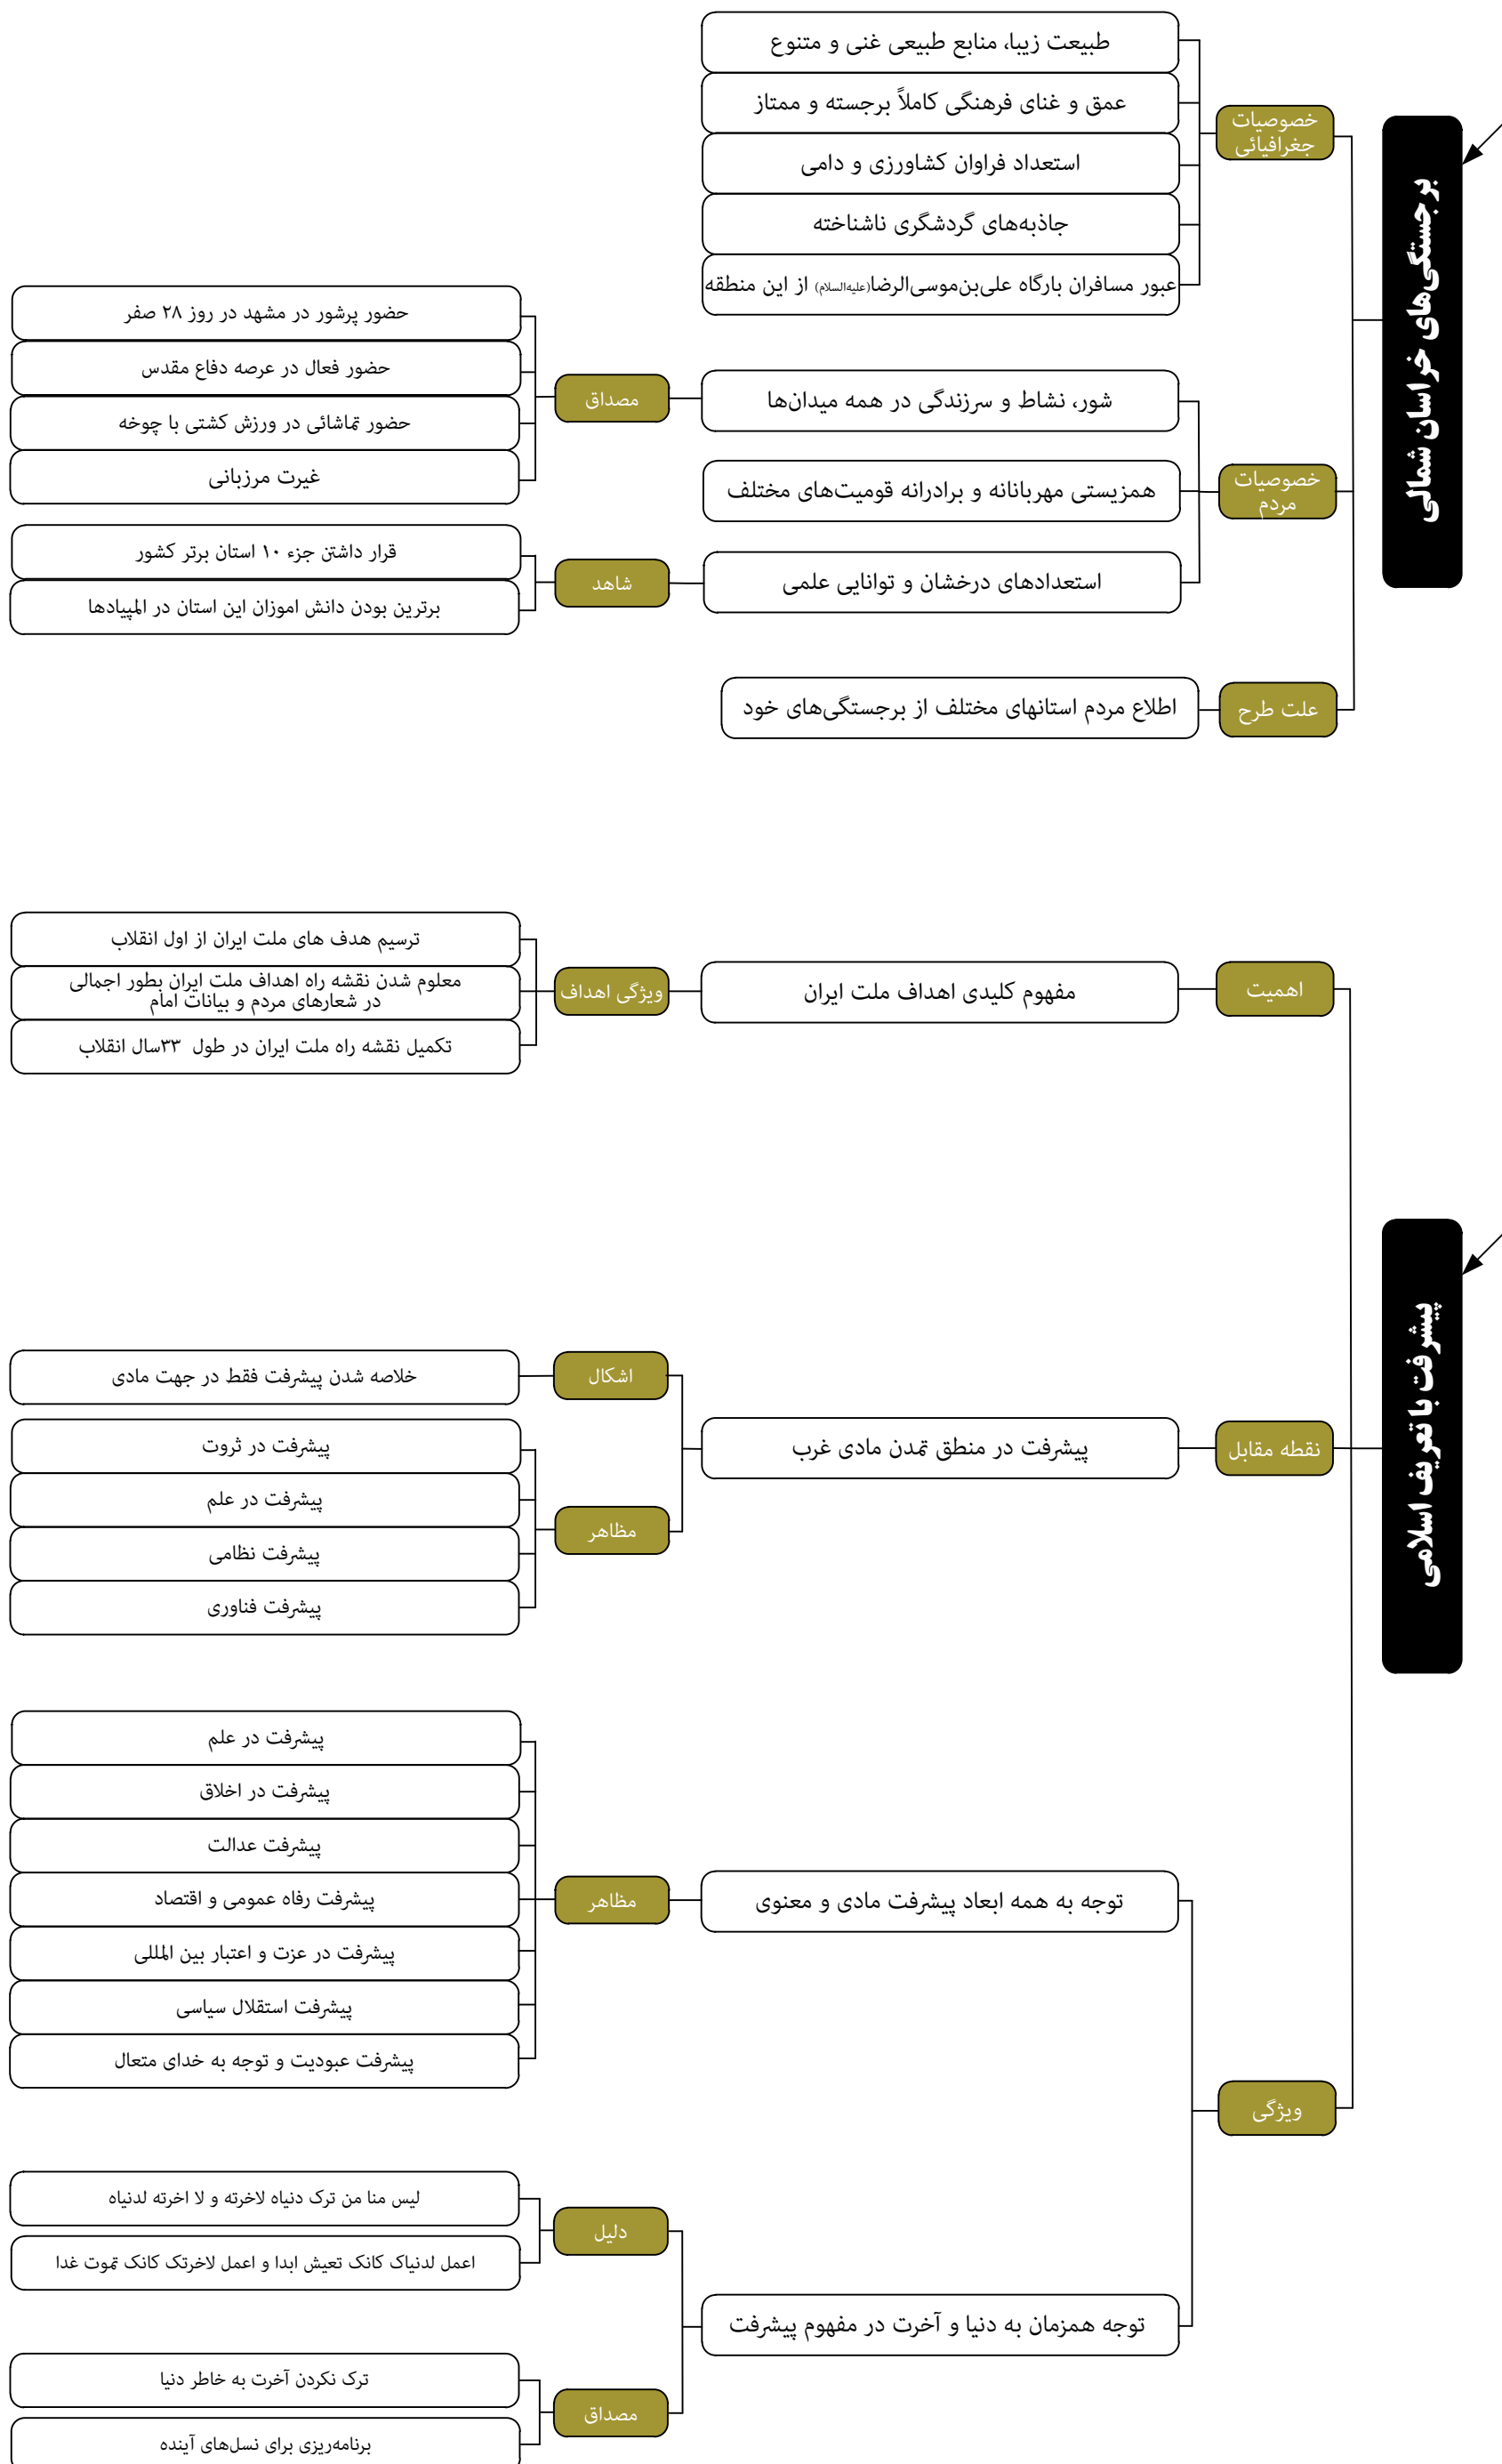 برجستگی‌های خراسان شمالی
خصوصیات
جغرافیائی
طبیعت زیبا، منابع طبیعی غنی و متنوع
عمق و غنای فرهنگی کاملاً برجسته و ممتاز
استعداد فراوان کشاورزی و دامی
جاذبه‌های گردشگری ناشناخته
عبور مسافران بارگاه علی‌بن‌موسی‌الرضا(علیه‌السلام) از این منطقه
خصوصیات
مردم
شور، نشاط و سرزندگی در همه میدان‌ها
مصداق
حضور پرشور در مشهد در روز ۲۸ صفر
حضور فعال در عرصه دفاع مقدس
حضور تماشائی در ورزش کشتی با چوخه
غیرت مرزبانی
همزیستی مهربانانه و برادرانه قومیت‌های مختلف
استعدادهای درخشان و توانایی علمی
شاهد
قرار داشتن جزء ۱۰ استان برتر کشور
برترین بودن دانش اموزان این استان در المپیادها
علت طرح
اطلاع مردم استانهای مختلف از برجستگی‌های خود
پیشرفت با تعریف اسلامی
اهمیت
مفهوم کلیدی اهداف ملت ایران
ویژگی اهداف
ترسیم هدف های ملت ایران از اول انقلاب
معلوم شدن نقشه راه اهداف ملت ایران بطور اجمالی
در شعارهای مردم و بیانات امام
تکمیل نقشه راه ملت ایران در طول ۳۳سال انقلاب
نقطه مقابل
پیشرفت در منطق تمدن مادی غرب
اشکال
خلاصه شدن پیشرفت فقط در جهت مادی
مظاهر
پیشرفت در ثروت
پیشرفت در علم
پیشرفت نظامی
پیشرفت فناوری
ویژگی
توجه به همه ابعاد پیشرفت مادی و معنوی
مظاهر
پیشرفت در علم
پیشرفت در اخلاق
پیشرفت عدالت
پیشرفت رفاه عمومی و اقتصاد
پیشرفت در عزت و اعتبار بین المللی
پیشرفت استقلال سیاسی
پیشرفت عبودیت و توجه به خدای متعال
توجه همزمان به دنیا و آخرت در مفهوم پیشرفت
دلیل
لیس منا من ترک دنیاه لاخرته و لا اخرته لدنیاه
اعمل لدنیاک کانک تعیش ابدا و اعمل لاخرتک کانک تموت غدا
مصداق
ترک نکردن آخرت به خاطر دنیا
برنامه‌ریزی برای نسل‌های آینده